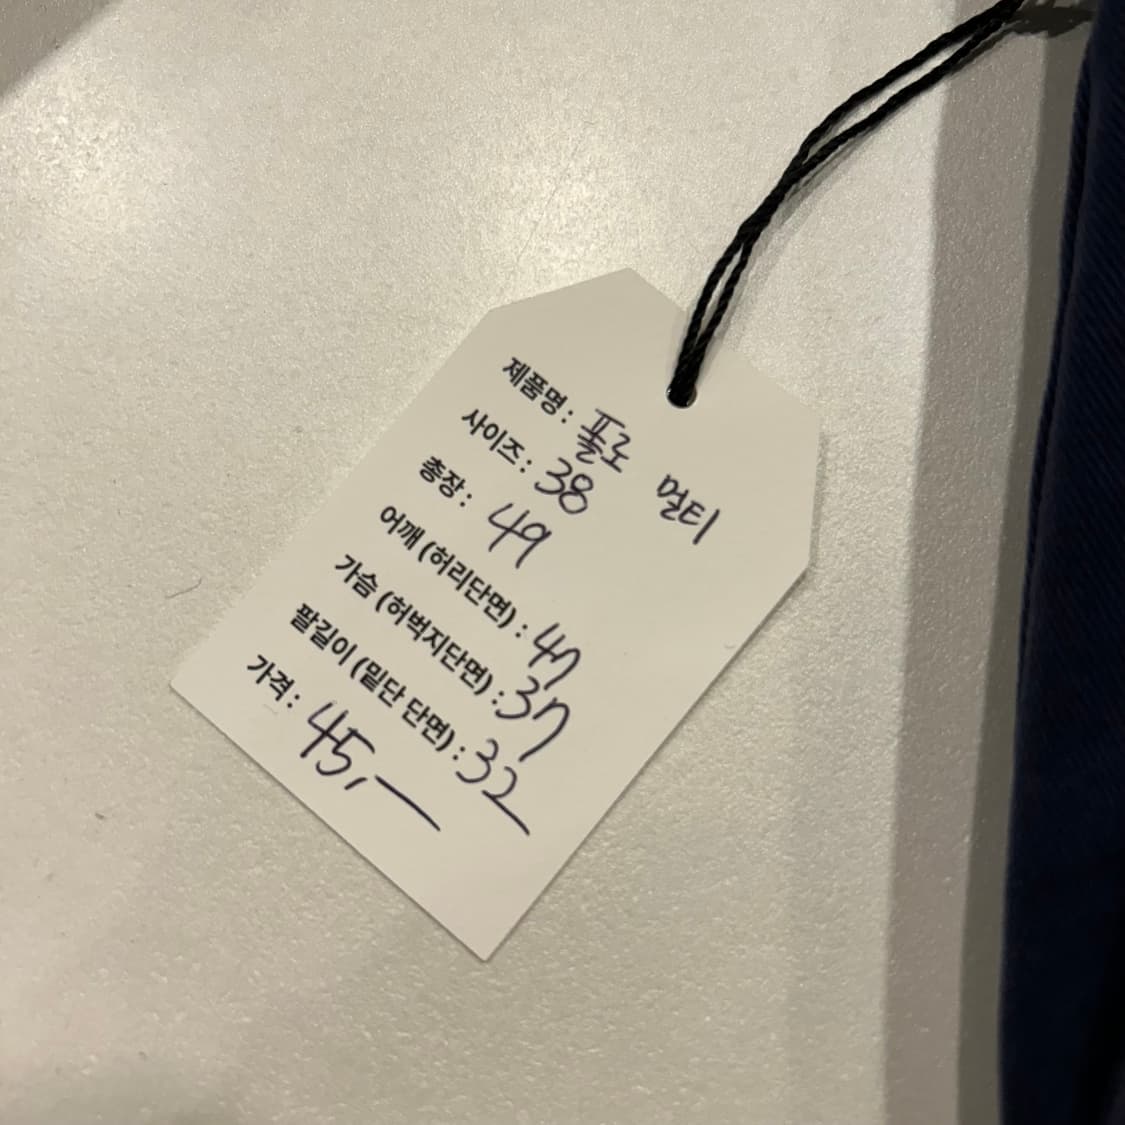 제품명: 폴로 멀티
사이즈: 38
총장: 49
어깨 (허리단면): 47
가슴 (허벅지단면): 37
팔길이 (밑단 단면): 32
가격: 45,—